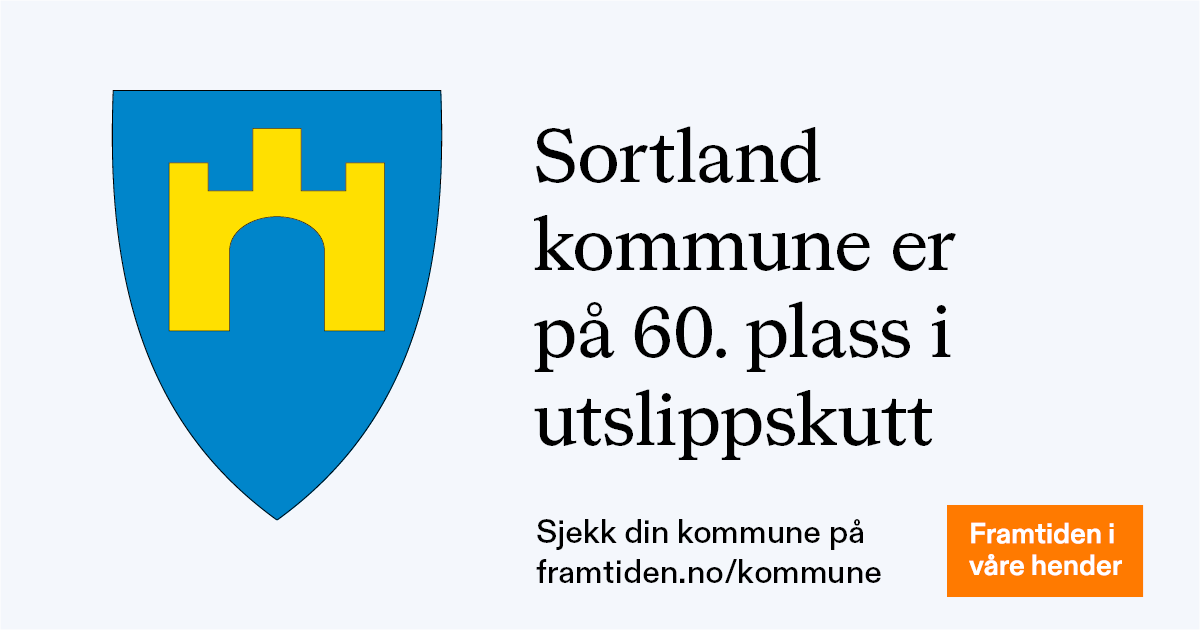 Sortland
kommune er
på 60. plass i
utslippskutt
Sjekk din kommune på
framtiden.no/kommune
Framtiden i
våre hender